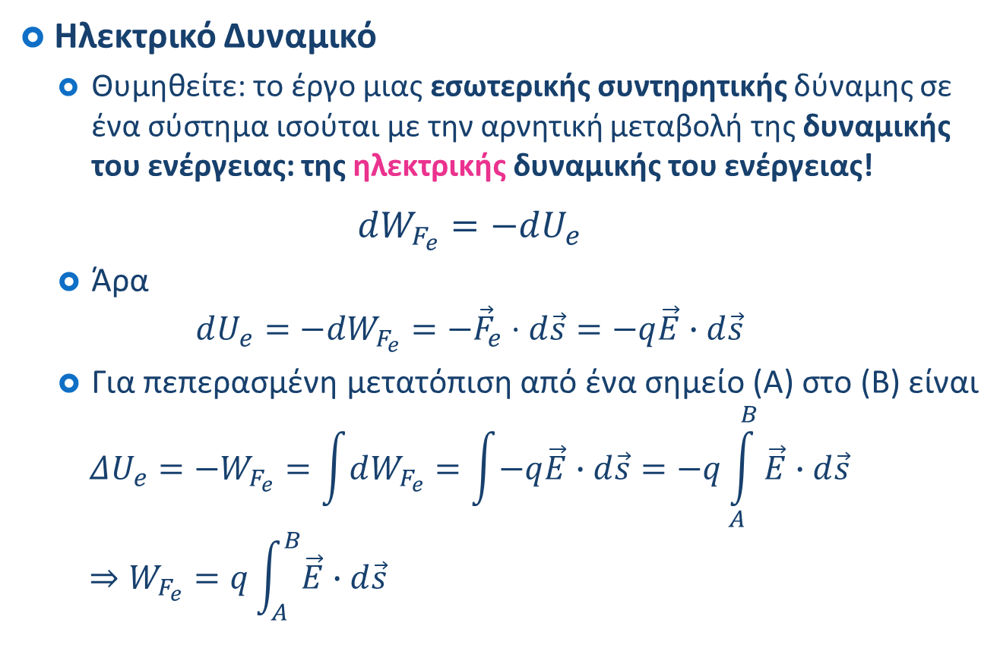 Ηλεκτρικό Δυναμικό
Θυμηθείτε: το έργο μιας εσωτερικής συντηρητικής δύναμης σε
ένα σύστημα ισούται με την αρνητική μεταβολή της δυναμικής
του ενέργειας: της ηλεκτρικής δυναμικής του ενέργειας!
$dW_{F_e} = -dU_e$
Άρα
$dU_e = -dW_{F_e} = -\vec{F}_e \cdot d\vec{s} = -q\vec{E} \cdot d\vec{s}$
Για πεπερασμένη μετατόπιση από ένα σημείο (Α) στο (Β) είναι
$\Delta U_e = -W_{F_e} = \int dW_{F_e} = \int -q\vec{E} \cdot d\vec{s} = -q \int\limits_A^B \vec{E} \cdot d\vec{s}$
$\Rightarrow W_{F_e} = q \int_A^B \vec{E} \cdot d\vec{s}$